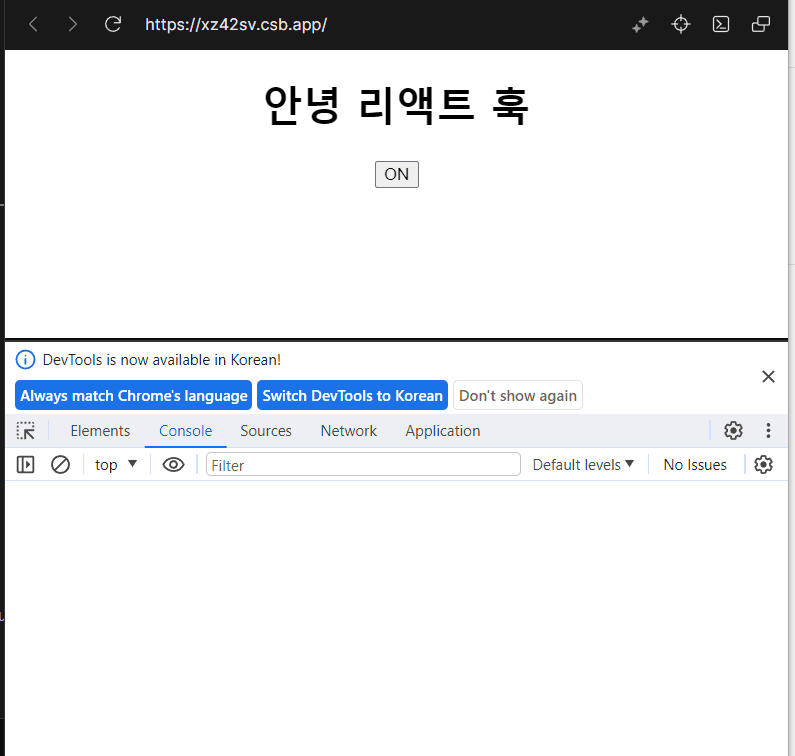 https://xz42sv.csb.app/
안녕 리액트 훅
ON
DevTools is now available in Korean!
Always match Chrome's language Switch DevTools to Korean Don't show again
Elements Console Sources Network Application
top Filter Default levels No Issues